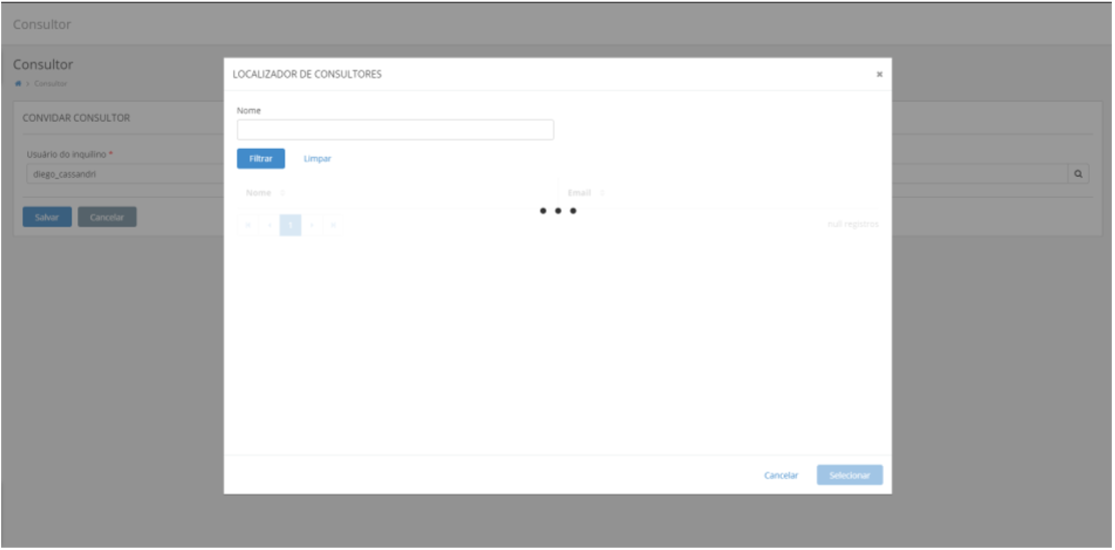 Consultor
Consultor
Consultor
CONVIDAR CONSULTOR
Usuário do inquilino *
diego_cassandri
Salvar Cancelar
LOCALIZADOR DE CONSULTORES
Nome
Filtrar Limpar
Nome Email
1 null registros
Cancelar Selecionar